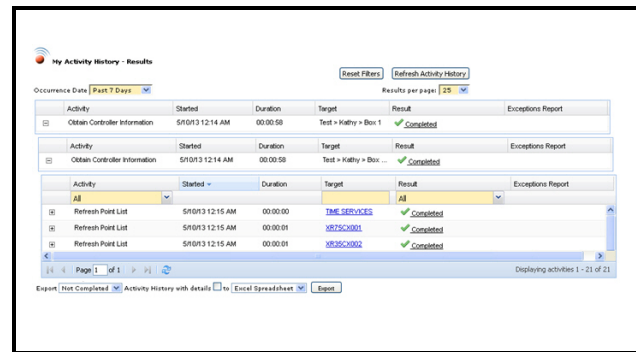 My Activity History - Results
Reset Filters Refresh Activity History
Occurrence Date Past 7 Days Results per page: 25
Activity Started Duration Target Result Exceptions Report
Obtain Controller Information 5/10/13 12:14 AM 00:00:58 Test > Kathy > Box 1 Completed
Activity Started Duration Target Result Exceptions Report
Obtain Controller Information 5/10/13 12:14 AM 00:00:58 Test > Kathy > Box ... Completed
Activity Started Duration Target Result Exceptions Report
All All
Refresh Point List 5/10/13 12:15 AM 00:00:00 TIME SERVICES Completed
Refresh Point List 5/10/13 12:15 AM 00:00:01 XR75CX001 Completed
Refresh Point List 5/10/13 12:15 AM 00:00:01 XR35CX002 Completed
Page 1 of 1 Displaying activities 1 - 21 of 21
Export Not Completed Activity History with details to Excel Spreadsheet Export